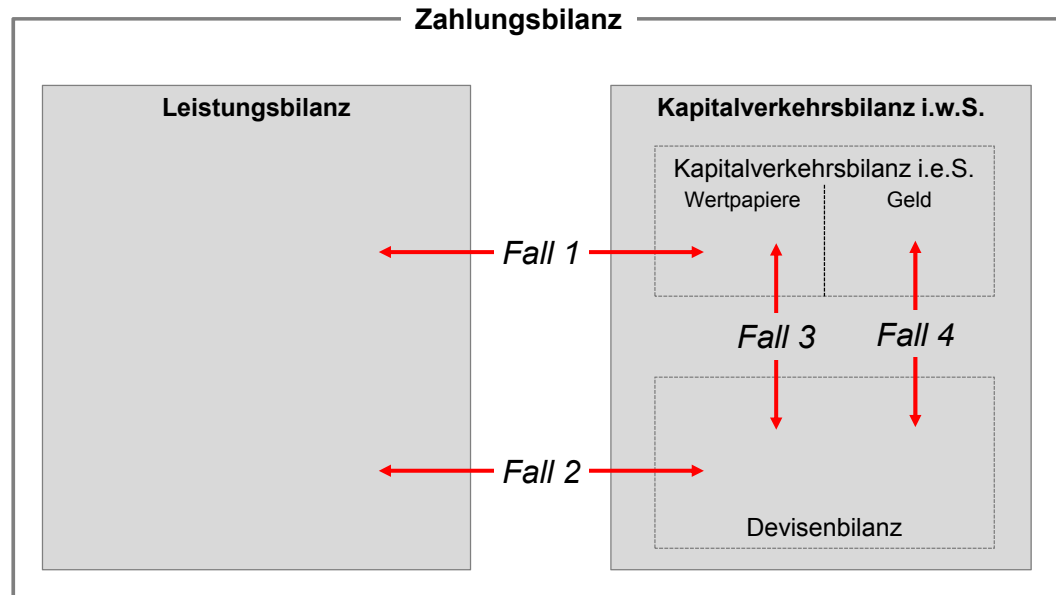 Zahlungsbilanz
Leistungsbilanz
Kapitalverkehrsbilanz i.w.S.
Kapitalverkehrsbilanz i.e.S.
Wertpapiere
Geld
Fall 1
Fall 3
Fall 4
Fall 2
Devisenbilanz